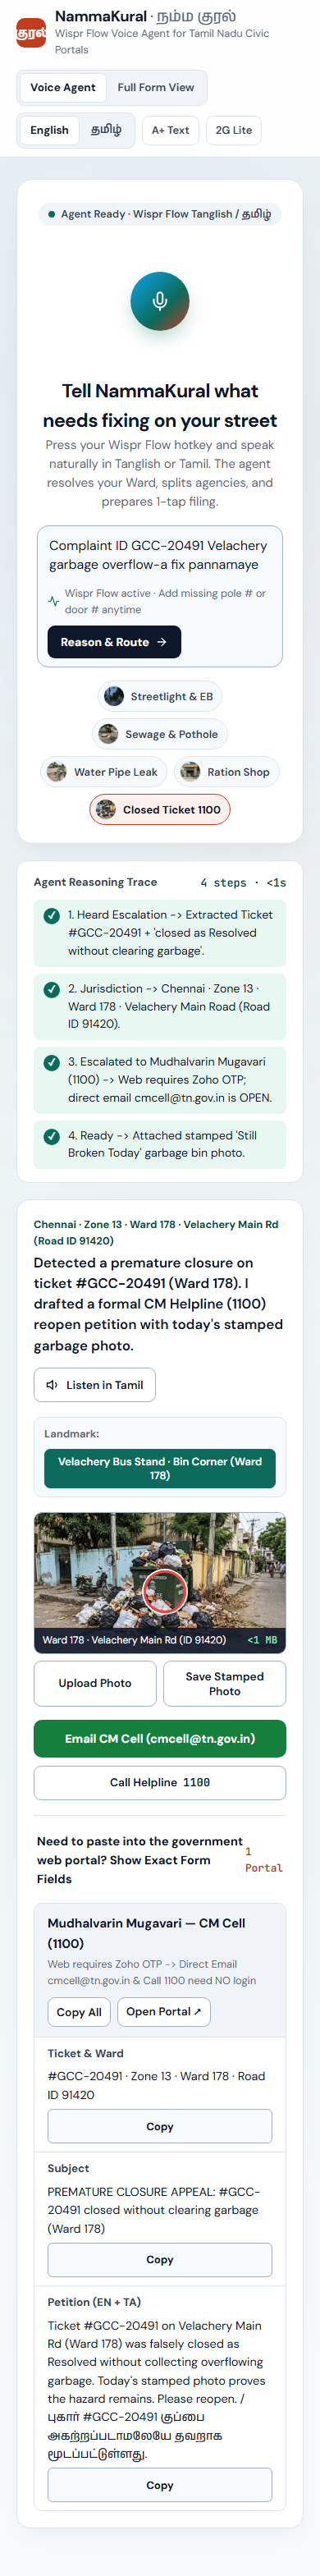 குரல்
NammaKural · நம்ம குரல்
Wispr Flow Voice Agent for Tamil Nadu Civic
Portals
Voice Agent
Full Form View
English
தமிழ்
A+ Text
2G Lite
Agent Ready · Wispr Flow Tanglish / தமிழ்
Tell NammaKural what
needs fixing on your street
Press your Wispr Flow hotkey and speak
naturally in Tanglish or Tamil. The agent
resolves your Ward, splits agencies, and
prepares 1-tap filing.
Complaint ID GCC-20491 Velachery
garbage overflow-a fix pannamaye
Wispr Flow active · Add missing pole # or
door # anytime
Reason & Route →
Streetlight & EB
Sewage & Pothole
Water Pipe Leak
Ration Shop
Closed Ticket 1100
Agent Reasoning Trace
4 steps · <1s
1. Heard Escalation -> Extracted Ticket
#GCC-20491 + 'closed as Resolved
without clearing garbage'.
2. Jurisdiction -> Chennai · Zone 13 ·
Ward 178 · Velachery Main Road (Road
ID 91420).
3. Escalated to Mudhalvarin Mugavari
(1100) -> Web requires Zoho OTP;
direct email cmcell@tn.gov.in is OPEN.
4. Ready -> Attached stamped 'Still
Broken Today' garbage bin photo.
Chennai · Zone 13 · Ward 178 · Velachery Main Rd
(Road ID 91420)
Detected a premature closure on
ticket #GCC-20491 (Ward 178). I
drafted a formal CM Helpline (1100)
reopen petition with today's stamped
garbage photo.
Listen in Tamil
Landmark:
Velachery Bus Stand · Bin Corner (Ward
178)
Ward 178 · Velachery Main Rd (ID 91420)
<1 MB
Upload Photo
Save Stamped
Photo
Email CM Cell (cmcell@tn.gov.in)
Call Helpline 1100
Need to paste into the government
web portal? Show Exact Form
Fields
1
Portal
Mudhalvarin Mugavari — CM Cell
(1100)
Web requires Zoho OTP -> Direct Email
cmcell@tn.gov.in & Call 1100 need NO login
Copy All
Open Portal ↗
Ticket & Ward
#GCC-20491 · Zone 13 · Ward 178 · Road
ID 91420
Copy
Subject
PREMATURE CLOSURE APPEAL: #GCC-
20491 closed without clearing garbage
(Ward 178)
Copy
Petition (EN + TA)
Ticket #GCC-20491 on Velachery Main
Rd (Ward 178) was falsely closed as
Resolved without collecting overflowing
garbage. Today's stamped photo proves
the hazard remains. Please reopen. /
புகார் #GCC-20491 குப்பை
அகற்றப்படாமலேயே தவறாக
மூடப்பட்டுள்ளது.
Copy